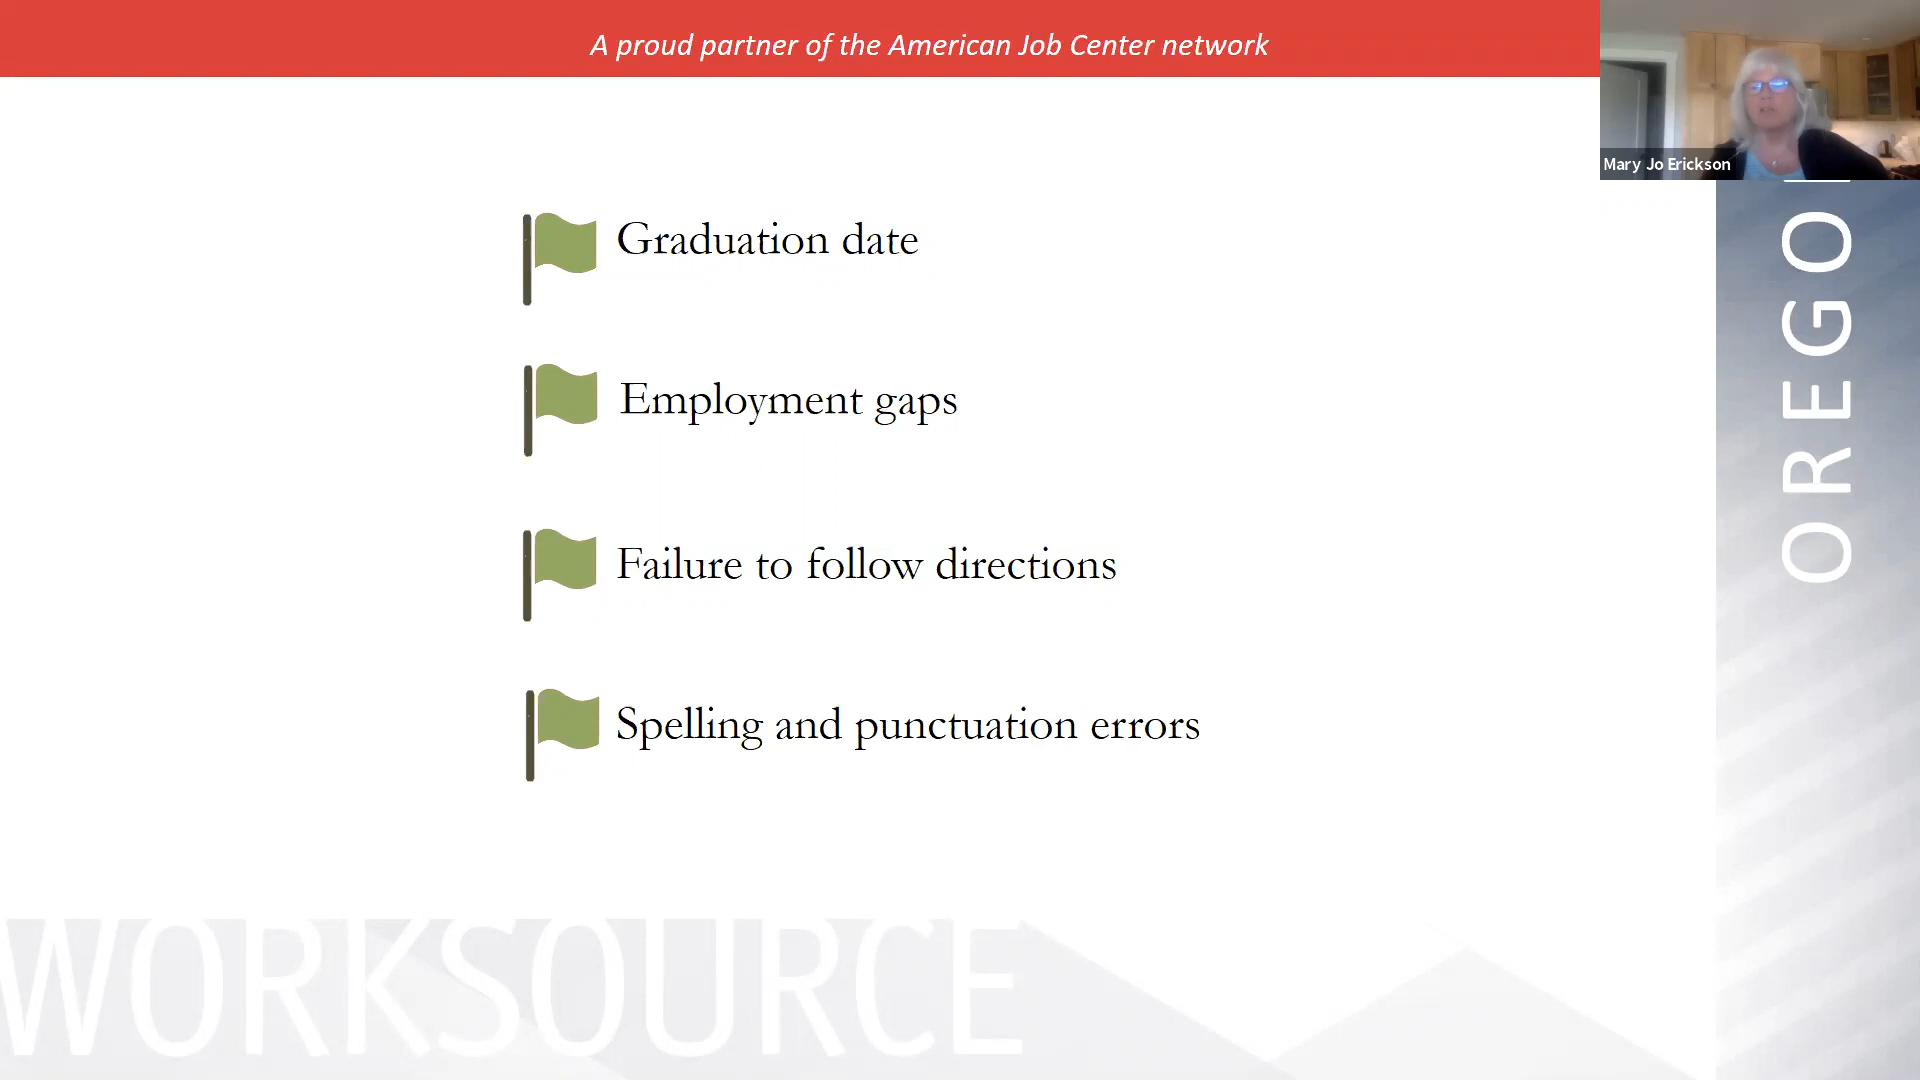 A proud partner of the American Job Center network
Mary Jo Erickson
Graduation date
Employment gaps
Failure to follow directions
Spelling and punctuation errors
OREGO
WORKSOURCE